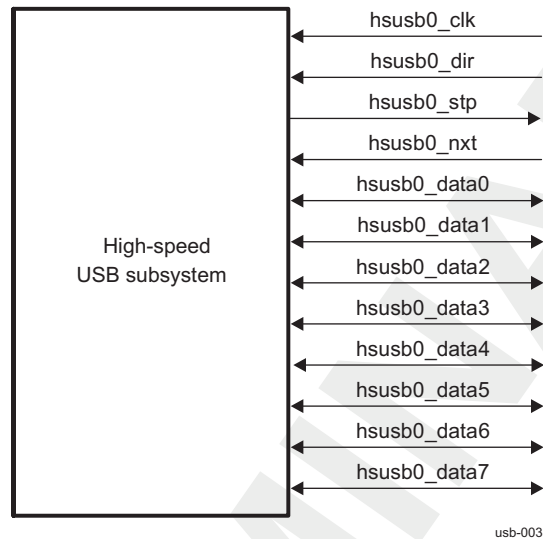 hsusb0_clk
hsusb0_dir
hsusb0_stp
hsusb0_nxt
hsusb0_data0
hsusb0_data1
High-speed
USB subsystem
hsusb0_data2
hsusb0_data3
hsusb0_data4
hsusb0_data5
hsusb0_data6
hsusb0_data7
usb-003